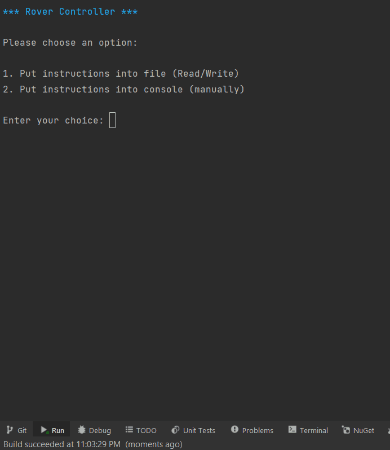 *** Rover Controller ***
Please choose an option:
1. Put instructions into file (Read/Write)
2. Put instructions into console (manually)
Enter your choice:
Git Run Debug TODO Unit Tests Problems Terminal NuGet
Build succeeded at 11:03:29 PM (moments ago)